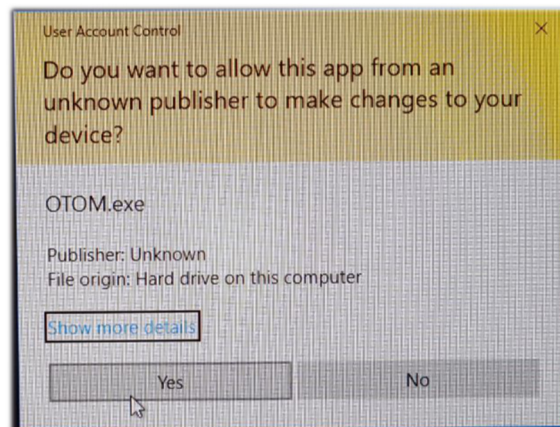 User Account Control
Do you want to allow this app from an
unknown publisher to make changes to your
device?
OTOM.exe
Publisher: Unknown
File origin: Hard drive on this computer
Show more details
Yes
No